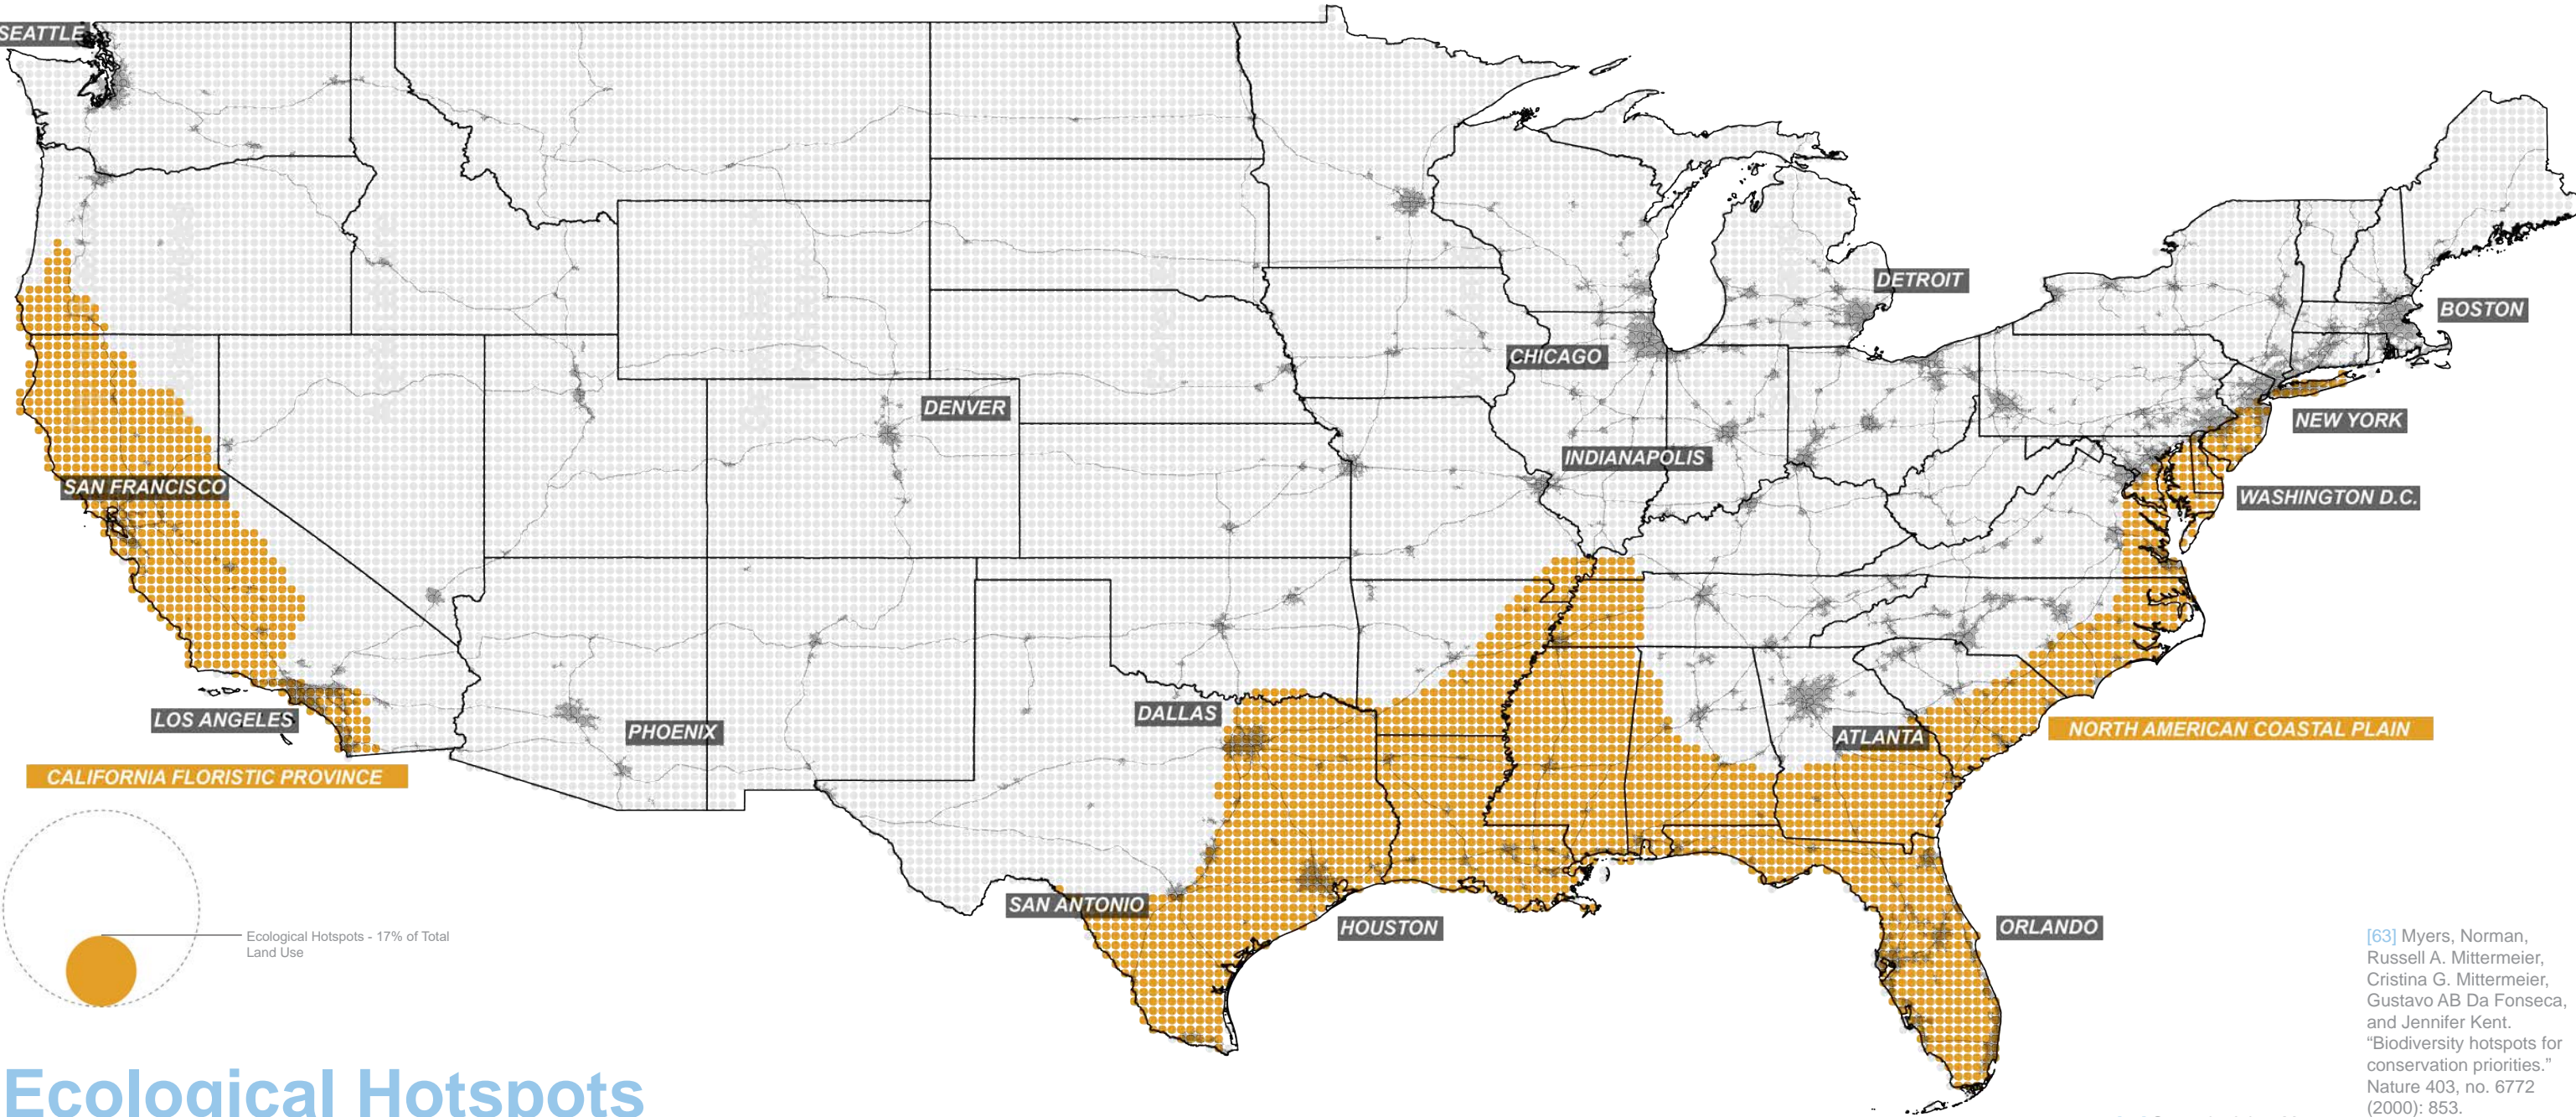 SEATTLE
DETROIT
BOSTON
CHICAGO
DENVER
NEW YORK
INDIANAPOLIS
SAN FRANCISCO
WASHINGTON D.C.
DALLAS
LOS ANGELES
PHOENIX
ATLANTA
NORTH AMERICAN COASTAL PLAIN
CALIFORNIA FLORISTIC PROVINCE
SAN ANTONIO
HOUSTON
ORLANDO
Ecological Hotspots - 17% of Total
Land Use
[63] Myers, Norman,
Russell A. Mittermeier,
Cristina G. Mittermeier,
Gustavo AB Da Fonseca,
and Jennifer Kent.
“Biodiversity hotspots for
conservation priorities.”
Nature 403, no. 6772
(2000): 853.
Ecological Hotspots